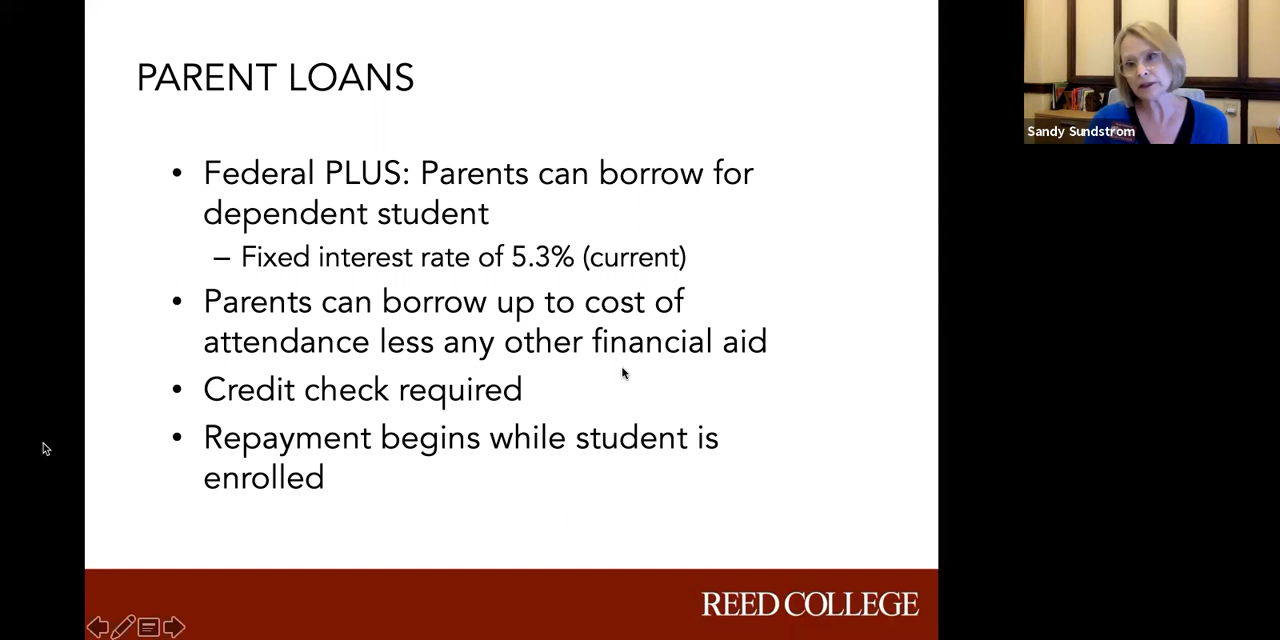 PARENT LOANS
• Federal PLUS: Parents can borrow for
dependent student
– Fixed interest rate of 5.3% (current)
• Parents can borrow up to cost of
attendance less any other financial aid
• Credit check required
• Repayment begins while student is
enrolled
REED COLLEGE
Sandy Sundstrom